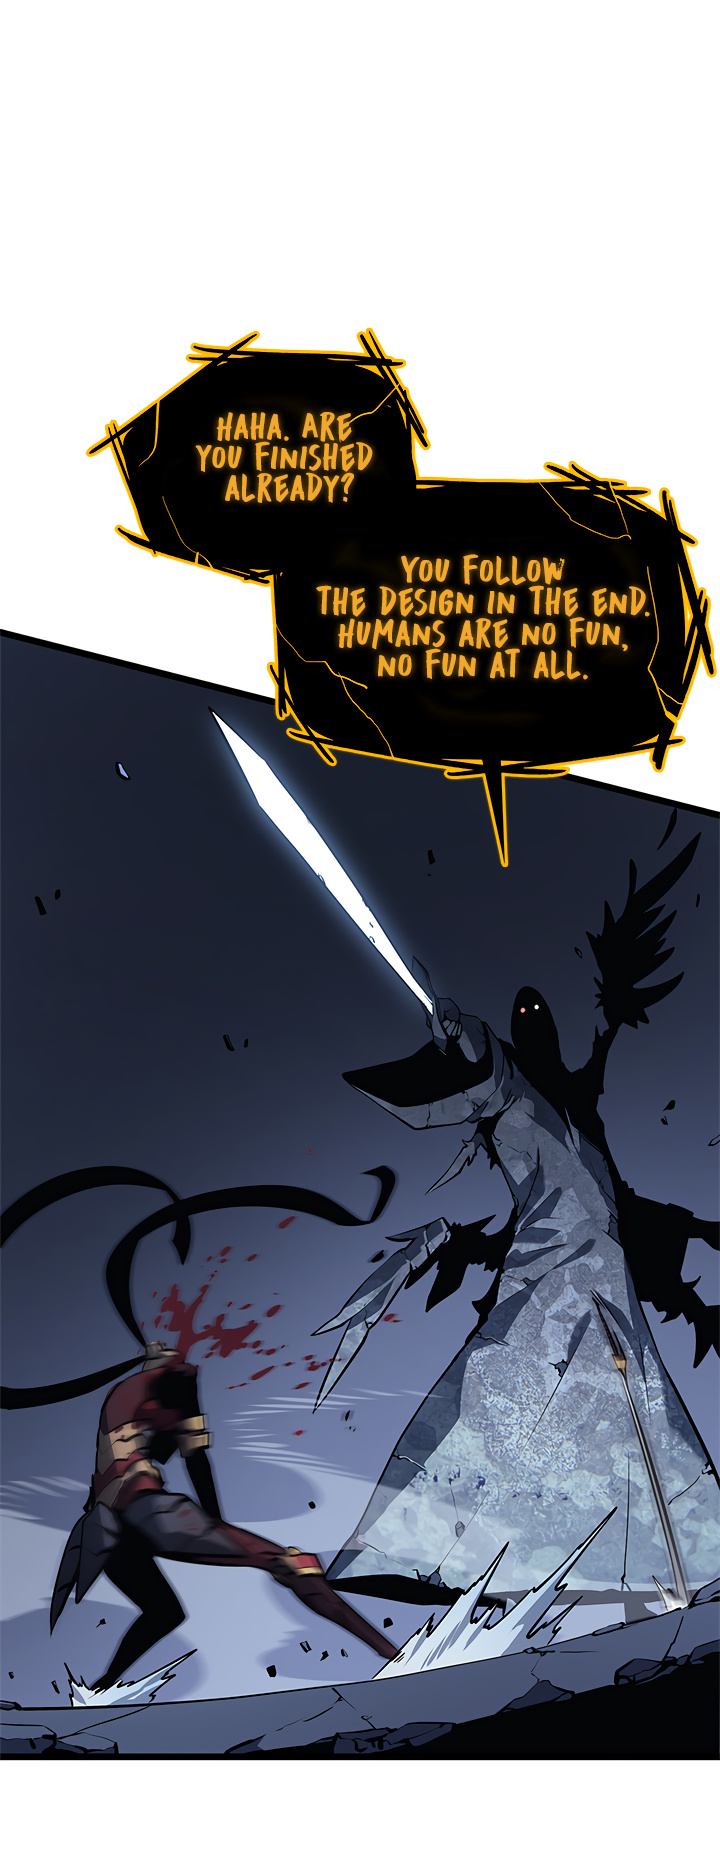 HAHA. ARE
YOU FINISHED
ALREADY?
YOU FOLLOW
THE DESIGN IN THE END.
HUMANS ARE NO FUN,
NO FUN AT ALL.